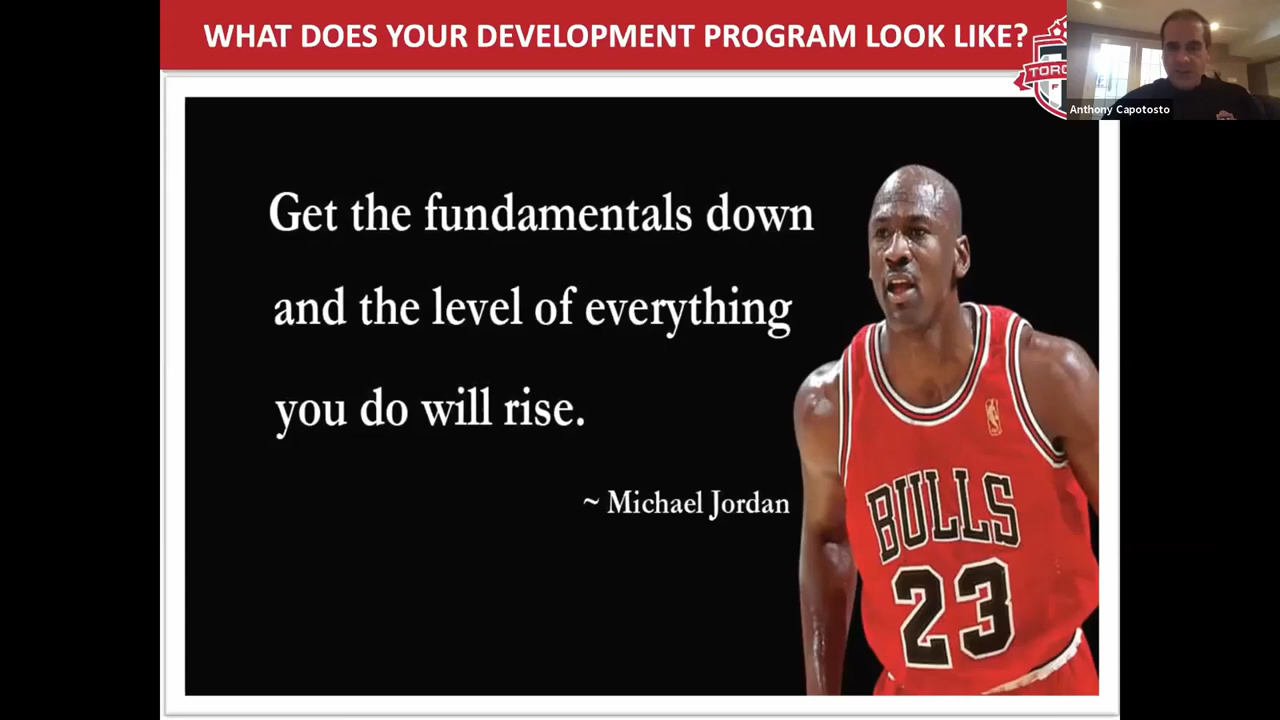 WHAT DOES YOUR DEVELOPMENT PROGRAM LOOK LIKE?
TORO
F
Anthony Capotosto
Get the fundamentals down
and the level of everything
you do will rise.
~ Michael Jordan
BULLS
23